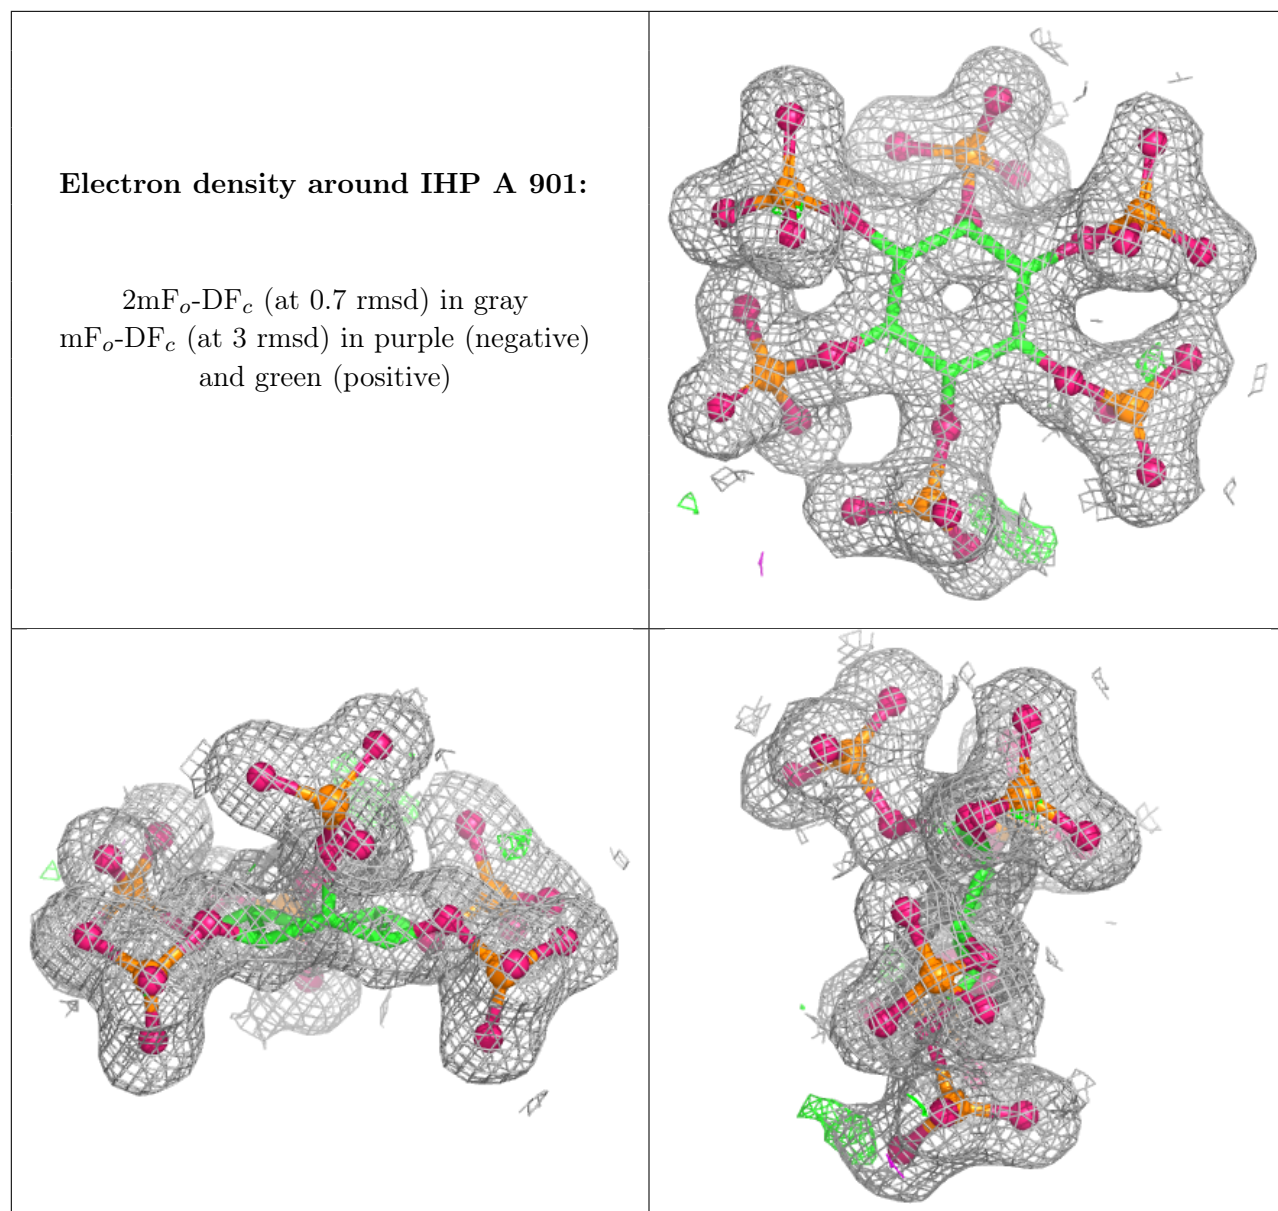 Electron density around IHP A 901:
2mFo-DFc (at 0.7 rmsd) in gray
mFo-DFc (at 3 rmsd) in purple (negative)
and green (positive)